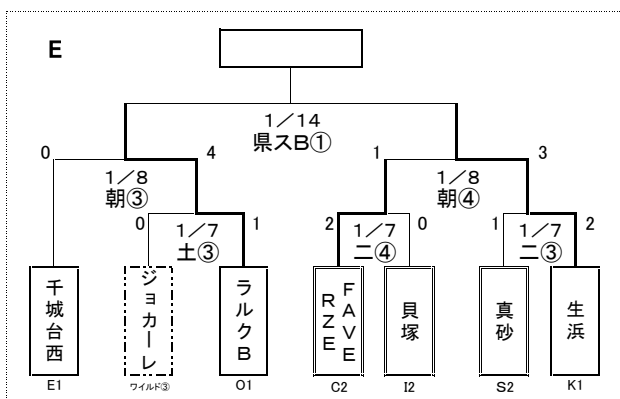 E
1／14
県スB①
0
4
1
3
1／8
朝③
1／8
朝④
0
1
2
0
1
2
1／7
土③
1／7
二④
1／7
二③
千城台西
ジョカーレ
ラルクB
FAVE
RZE
貝塚
真砂
生浜
E1
ワイルド③
O1
C2
I2
S2
K1